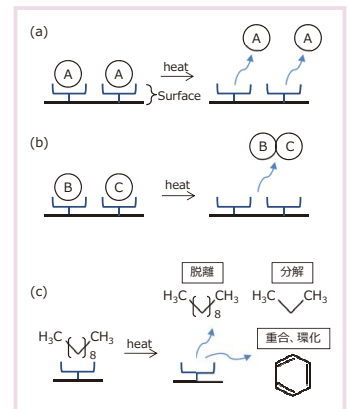 (a)
A A heat A A
Surface
(b)
B C heat B C
脱離 分解
(c)
H₃C CH₃ 8 H₃C CH₃
重合、環化
H₃C CH₃ 8 heat